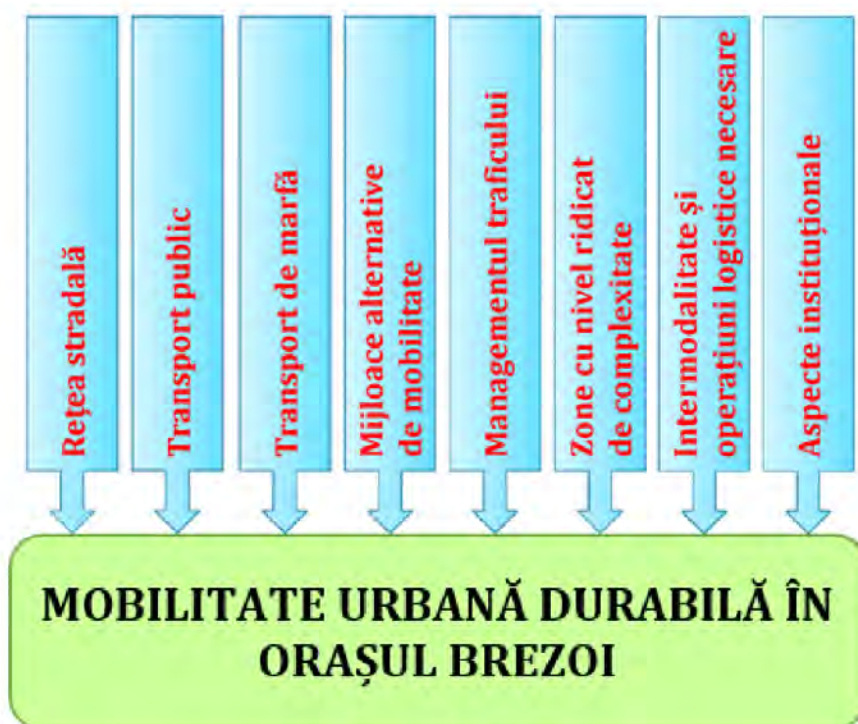 Rețea stradală
Transport public
Transport de marfă
Mijloace alternative
de mobilitate
Managementul traficului
Zone cu nivel ridicat
de complexitate
Intermodalitate și
operațiuni logistice necesare
Aspecte instituționale
MOBILITATE URBANĂ DURABILĂ ÎN
ORAȘUL BREZOI